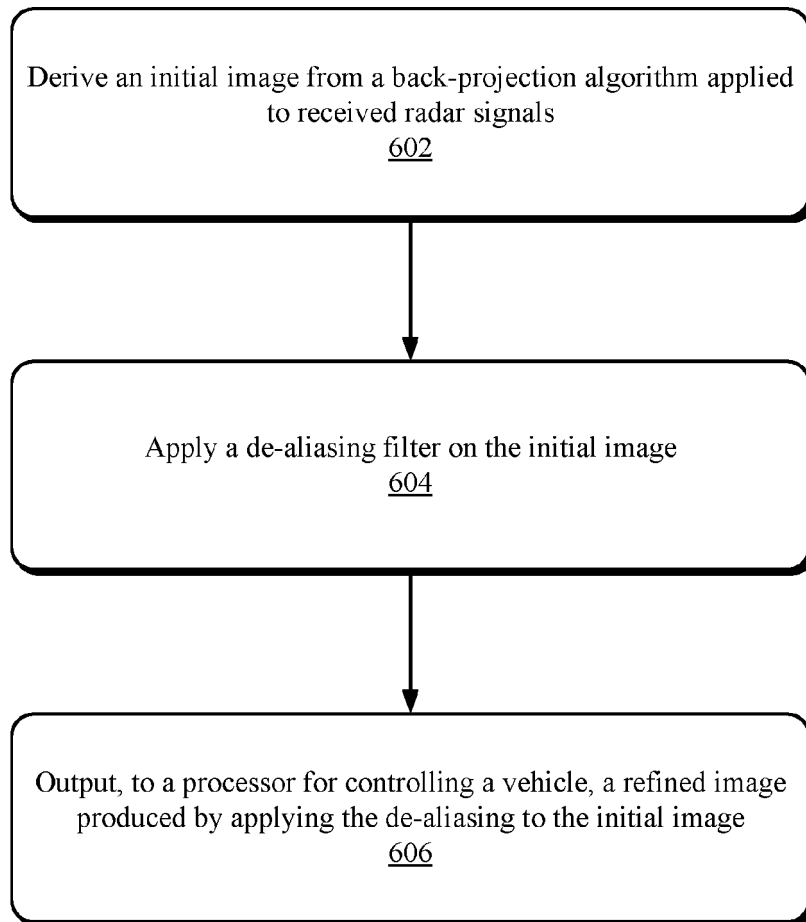 Derive an initial image from a back-projection algorithm applied
to received radar signals
602
Apply a de-aliasing filter on the initial image
604
Output, to a processor for controlling a vehicle, a refined image
produced by applying the de-aliasing to the initial image
606